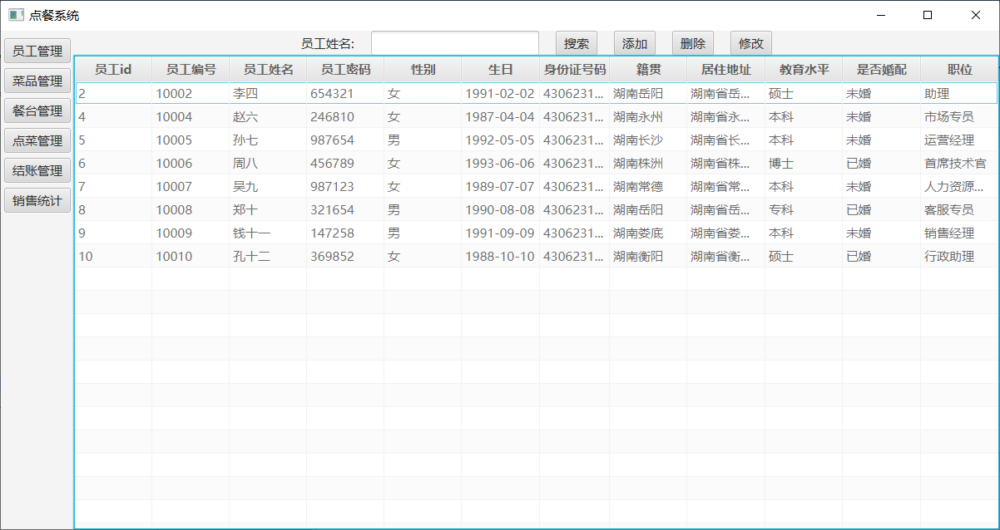 点餐系统
员工姓名: 搜索 添加 删除 修改
员工管理
菜品管理
餐台管理
点菜管理
结账管理
销售统计
员工id 员工编号 员工姓名 员工密码 性别 生日 身份证号码 籍贯 居住地址 教育水平 是否婚配 职位
2 10002 李四 654321 女 1991-02-02 4306231... 湖南岳阳 湖南省岳... 硕士 未婚 助理
4 10004 赵六 246810 女 1987-04-04 4306231... 湖南永州 湖南省永... 本科 未婚 市场专员
5 10005 孙七 987654 男 1992-05-05 4306231... 湖南长沙 湖南省长... 本科 未婚 运营经理
6 10006 周八 456789 女 1993-06-06 4306231... 湖南株洲 湖南省株... 博士 已婚 首席技术官
7 10007 吴九 987123 女 1989-07-07 4306231... 湖南常德 湖南省常... 本科 未婚 人力资源...
8 10008 郑十 321654 男 1990-08-08 4306231... 湖南岳阳 湖南省岳... 专科 已婚 客服专员
9 10009 钱十一 147258 男 1991-09-09 4306231... 湖南娄底 湖南省娄... 本科 未婚 销售经理
10 10010 孔十二 369852 女 1988-10-10 4306231... 湖南衡阳 湖南省衡... 硕士 已婚 行政助理